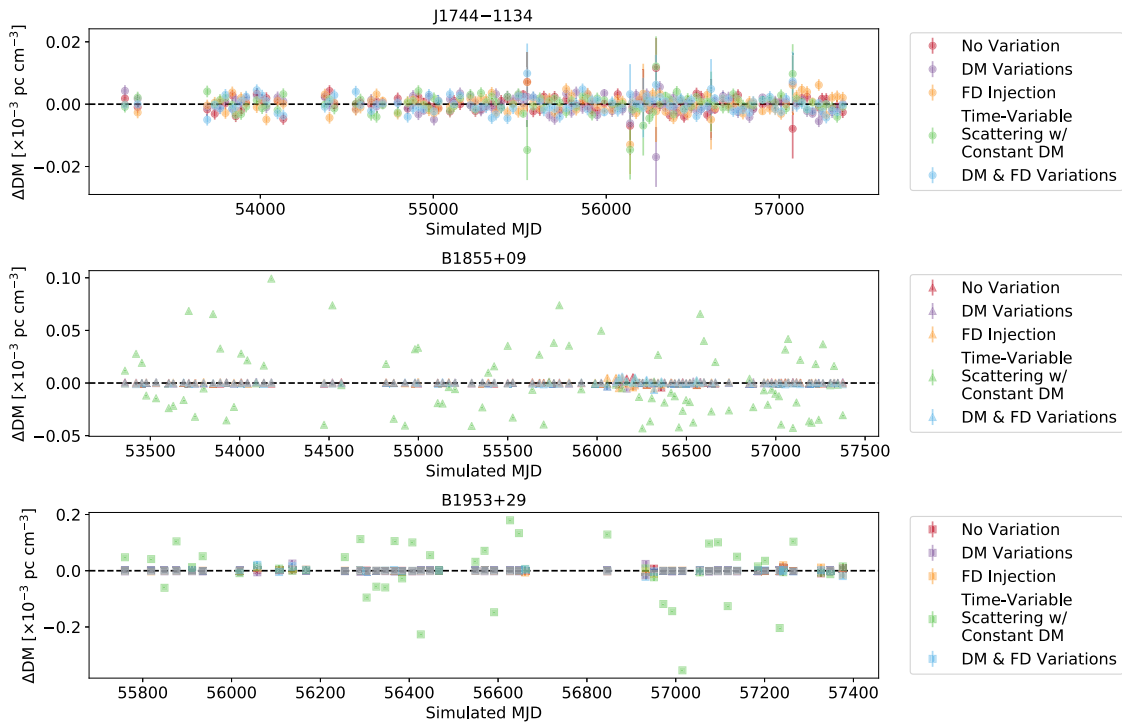 J1744−1134
0.02
0.00
−0.02
ΔDM [×10⁻³ pc cm⁻³]
54000 55000 56000 57000
Simulated MJD
No Variation
DM Variations
FD Injection
Time-Variable
Scattering w/
Constant DM
DM & FD Variations
B1855+09
0.10
0.05
0.00
−0.05
ΔDM [×10⁻³ pc cm⁻³]
53500 54000 54500 55000 55500 56000 56500 57000 57500
Simulated MJD
No Variation
DM Variations
FD Injection
Time-Variable
Scattering w/
Constant DM
DM & FD Variations
B1953+29
0.2
0.0
−0.2
ΔDM [×10⁻³ pc cm⁻³]
55800 56000 56200 56400 56600 56800 57000 57200 57400
Simulated MJD
No Variation
DM Variations
FD Injection
Time-Variable
Scattering w/
Constant DM
DM & FD Variations